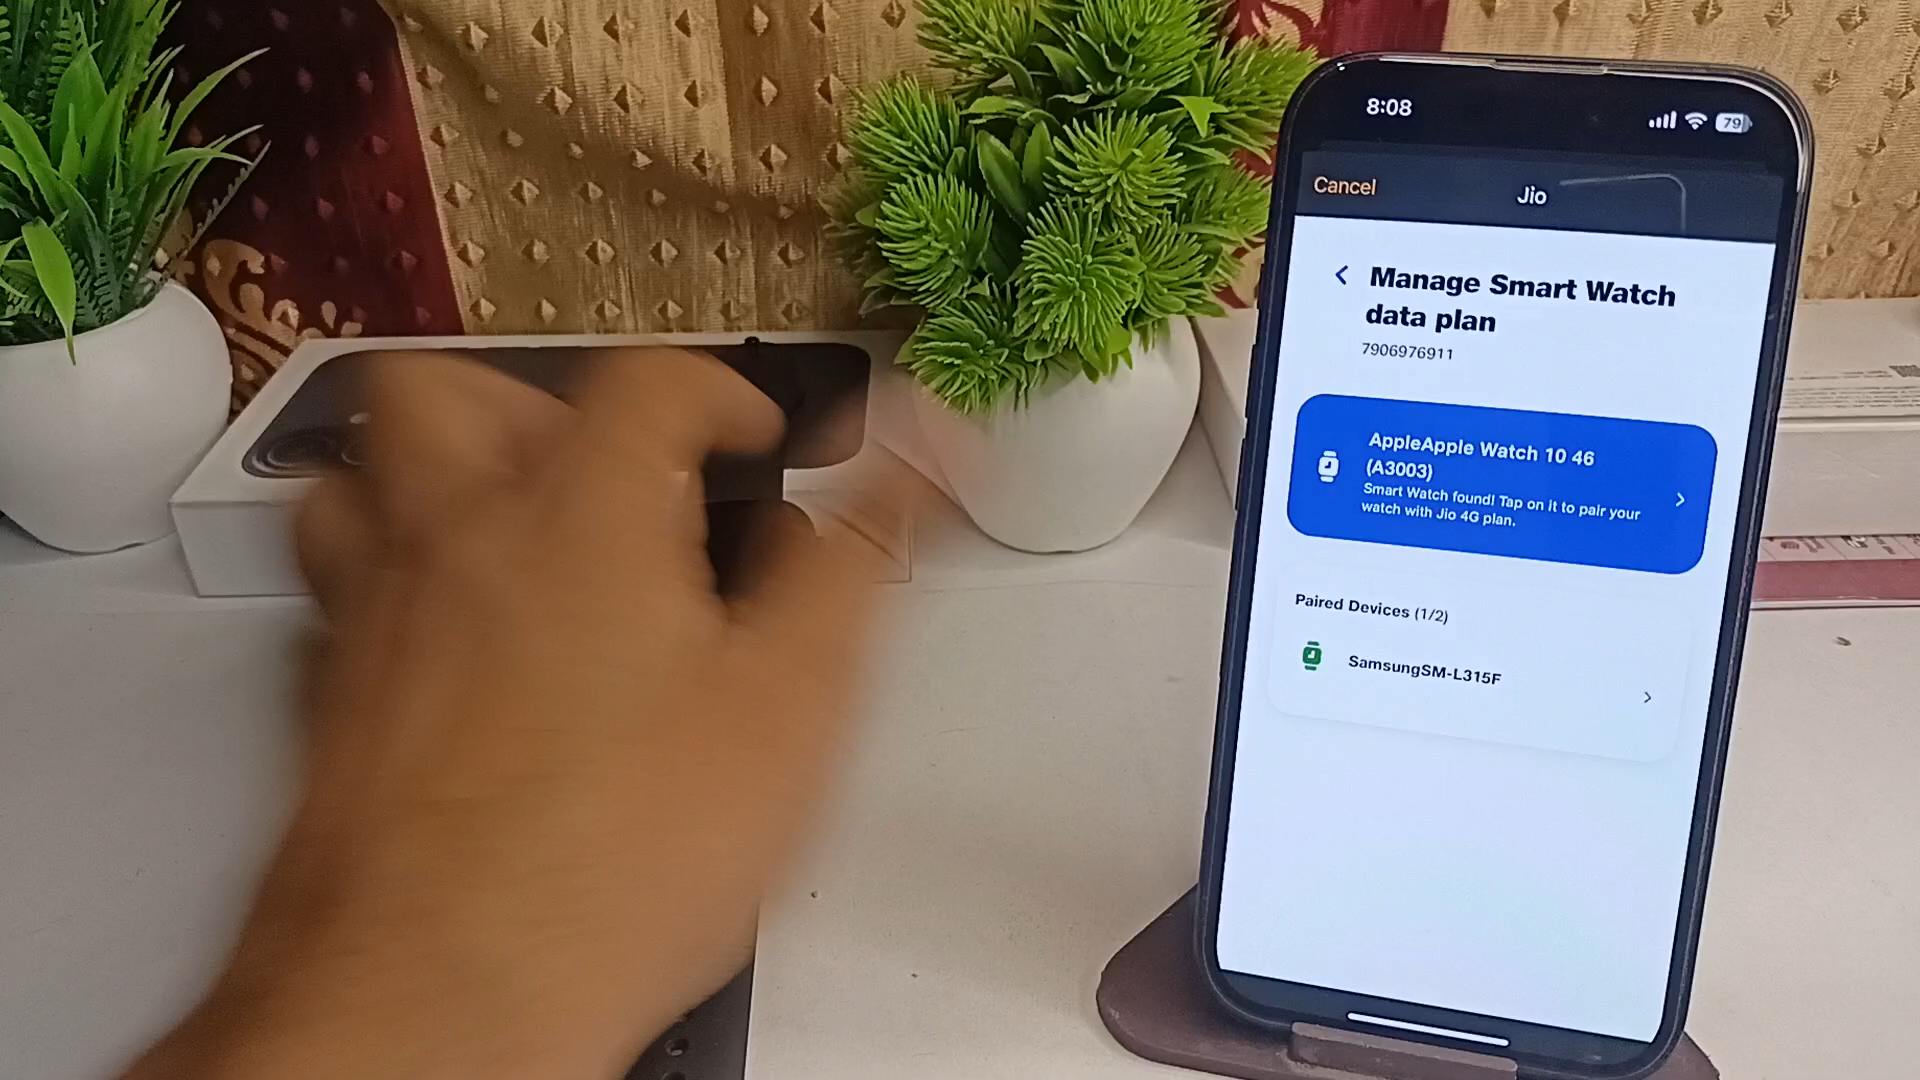 8:08
79
Cancel
Jio
Manage Smart Watch
data plan
7906976911
AppleApple Watch 10 46
(A3003)
Smart Watch found! Tap on it to pair your
watch with Jio 4G plan.
Paired Devices (1/2)
SamsungSM-L315F